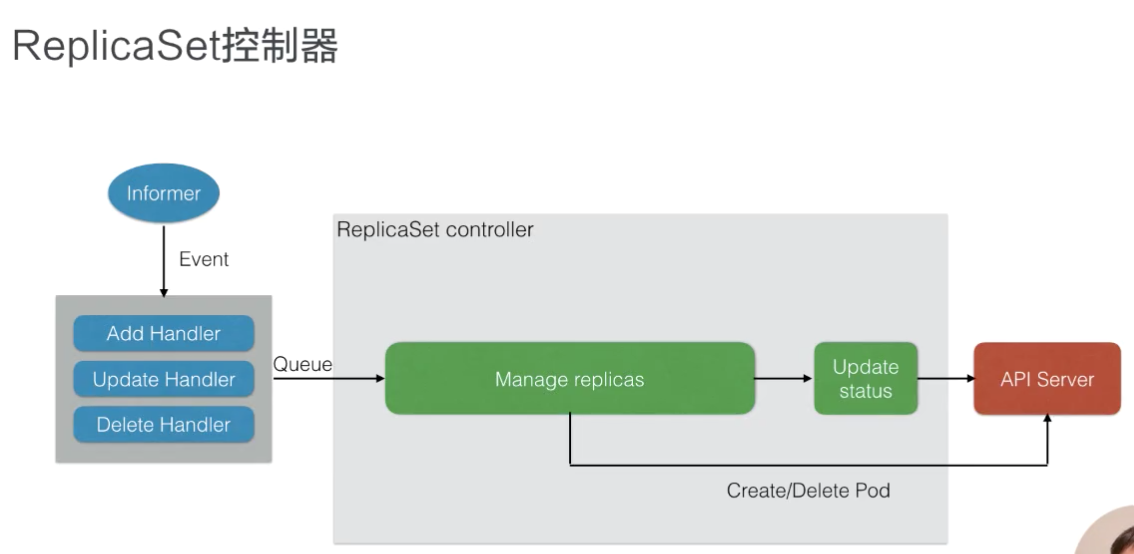 ReplicaSet控制器
Informer
Event
ReplicaSet controller
Add Handler
Update Handler
Delete Handler
Queue
Manage replicas
Update
status
API Server
Create/Delete Pod